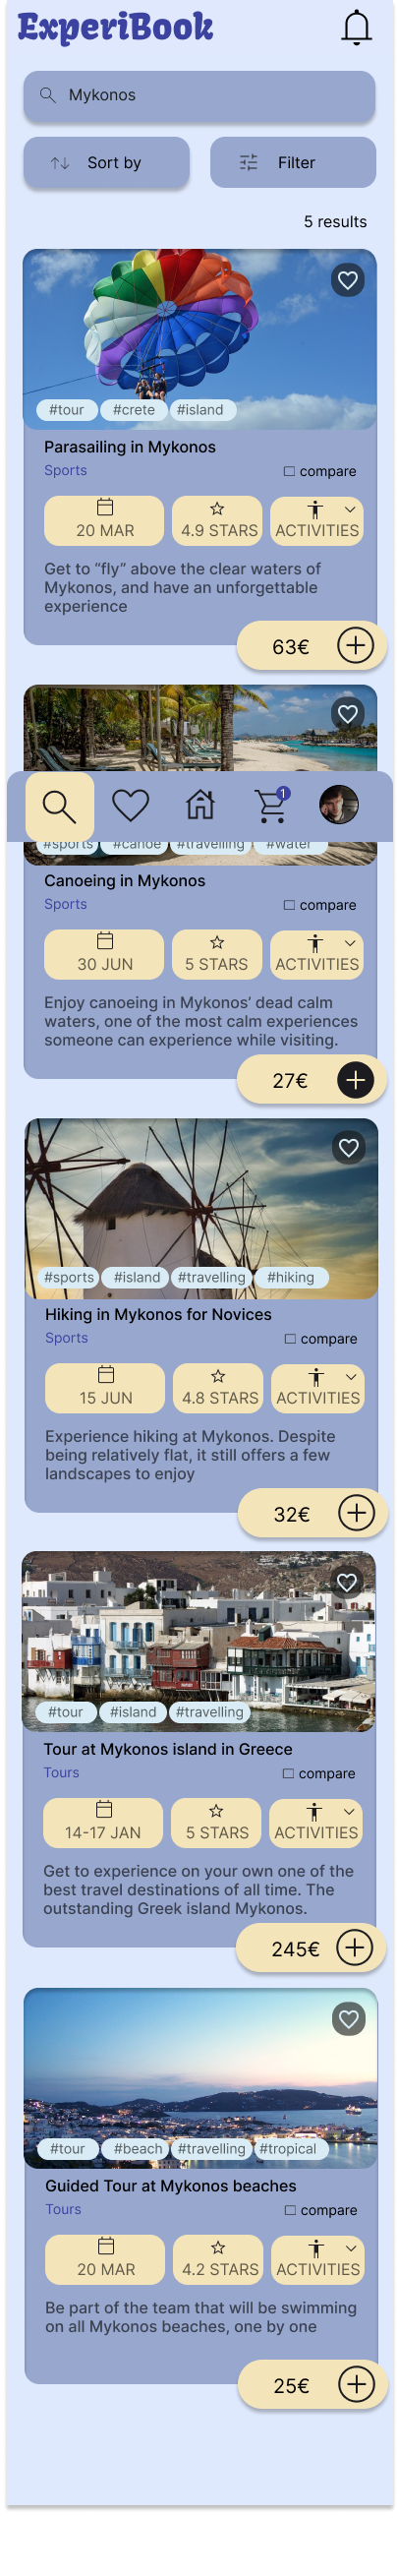 ExperiBook
Mykonos
Sort by
Filter
5 results
#tour #crete #island
Parasailing in Mykonos
Sports
compare
20 MAR
4.9 STARS
ACTIVITIES
Get to “fly” above the clear waters of
Mykonos, and have an unforgettable
experience
63€
1
#sports #canoe #travelling #water
Canoeing in Mykonos
Sports
compare
30 JUN
5 STARS
ACTIVITIES
Enjoy canoeing in Mykonos’ dead calm
waters, one of the most calm experiences
someone can experience while visiting.
27€
#sports #island #travelling #hiking
Hiking in Mykonos for Novices
Sports
compare
15 JUN
4.8 STARS
ACTIVITIES
Experience hiking at Mykonos. Despite
being relatively flat, it still offers a few
landscapes to enjoy
32€
#tour #island #travelling
Tour at Mykonos island in Greece
Tours
compare
14-17 JAN
5 STARS
ACTIVITIES
Get to experience on your own one of the
best travel destinations of all time. The
outstanding Greek island Mykonos.
245€
#tour #beach #travelling #tropical
Guided Tour at Mykonos beaches
Tours
compare
20 MAR
4.2 STARS
ACTIVITIES
Be part of the team that will be swimming
on all Mykonos beaches, one by one
25€